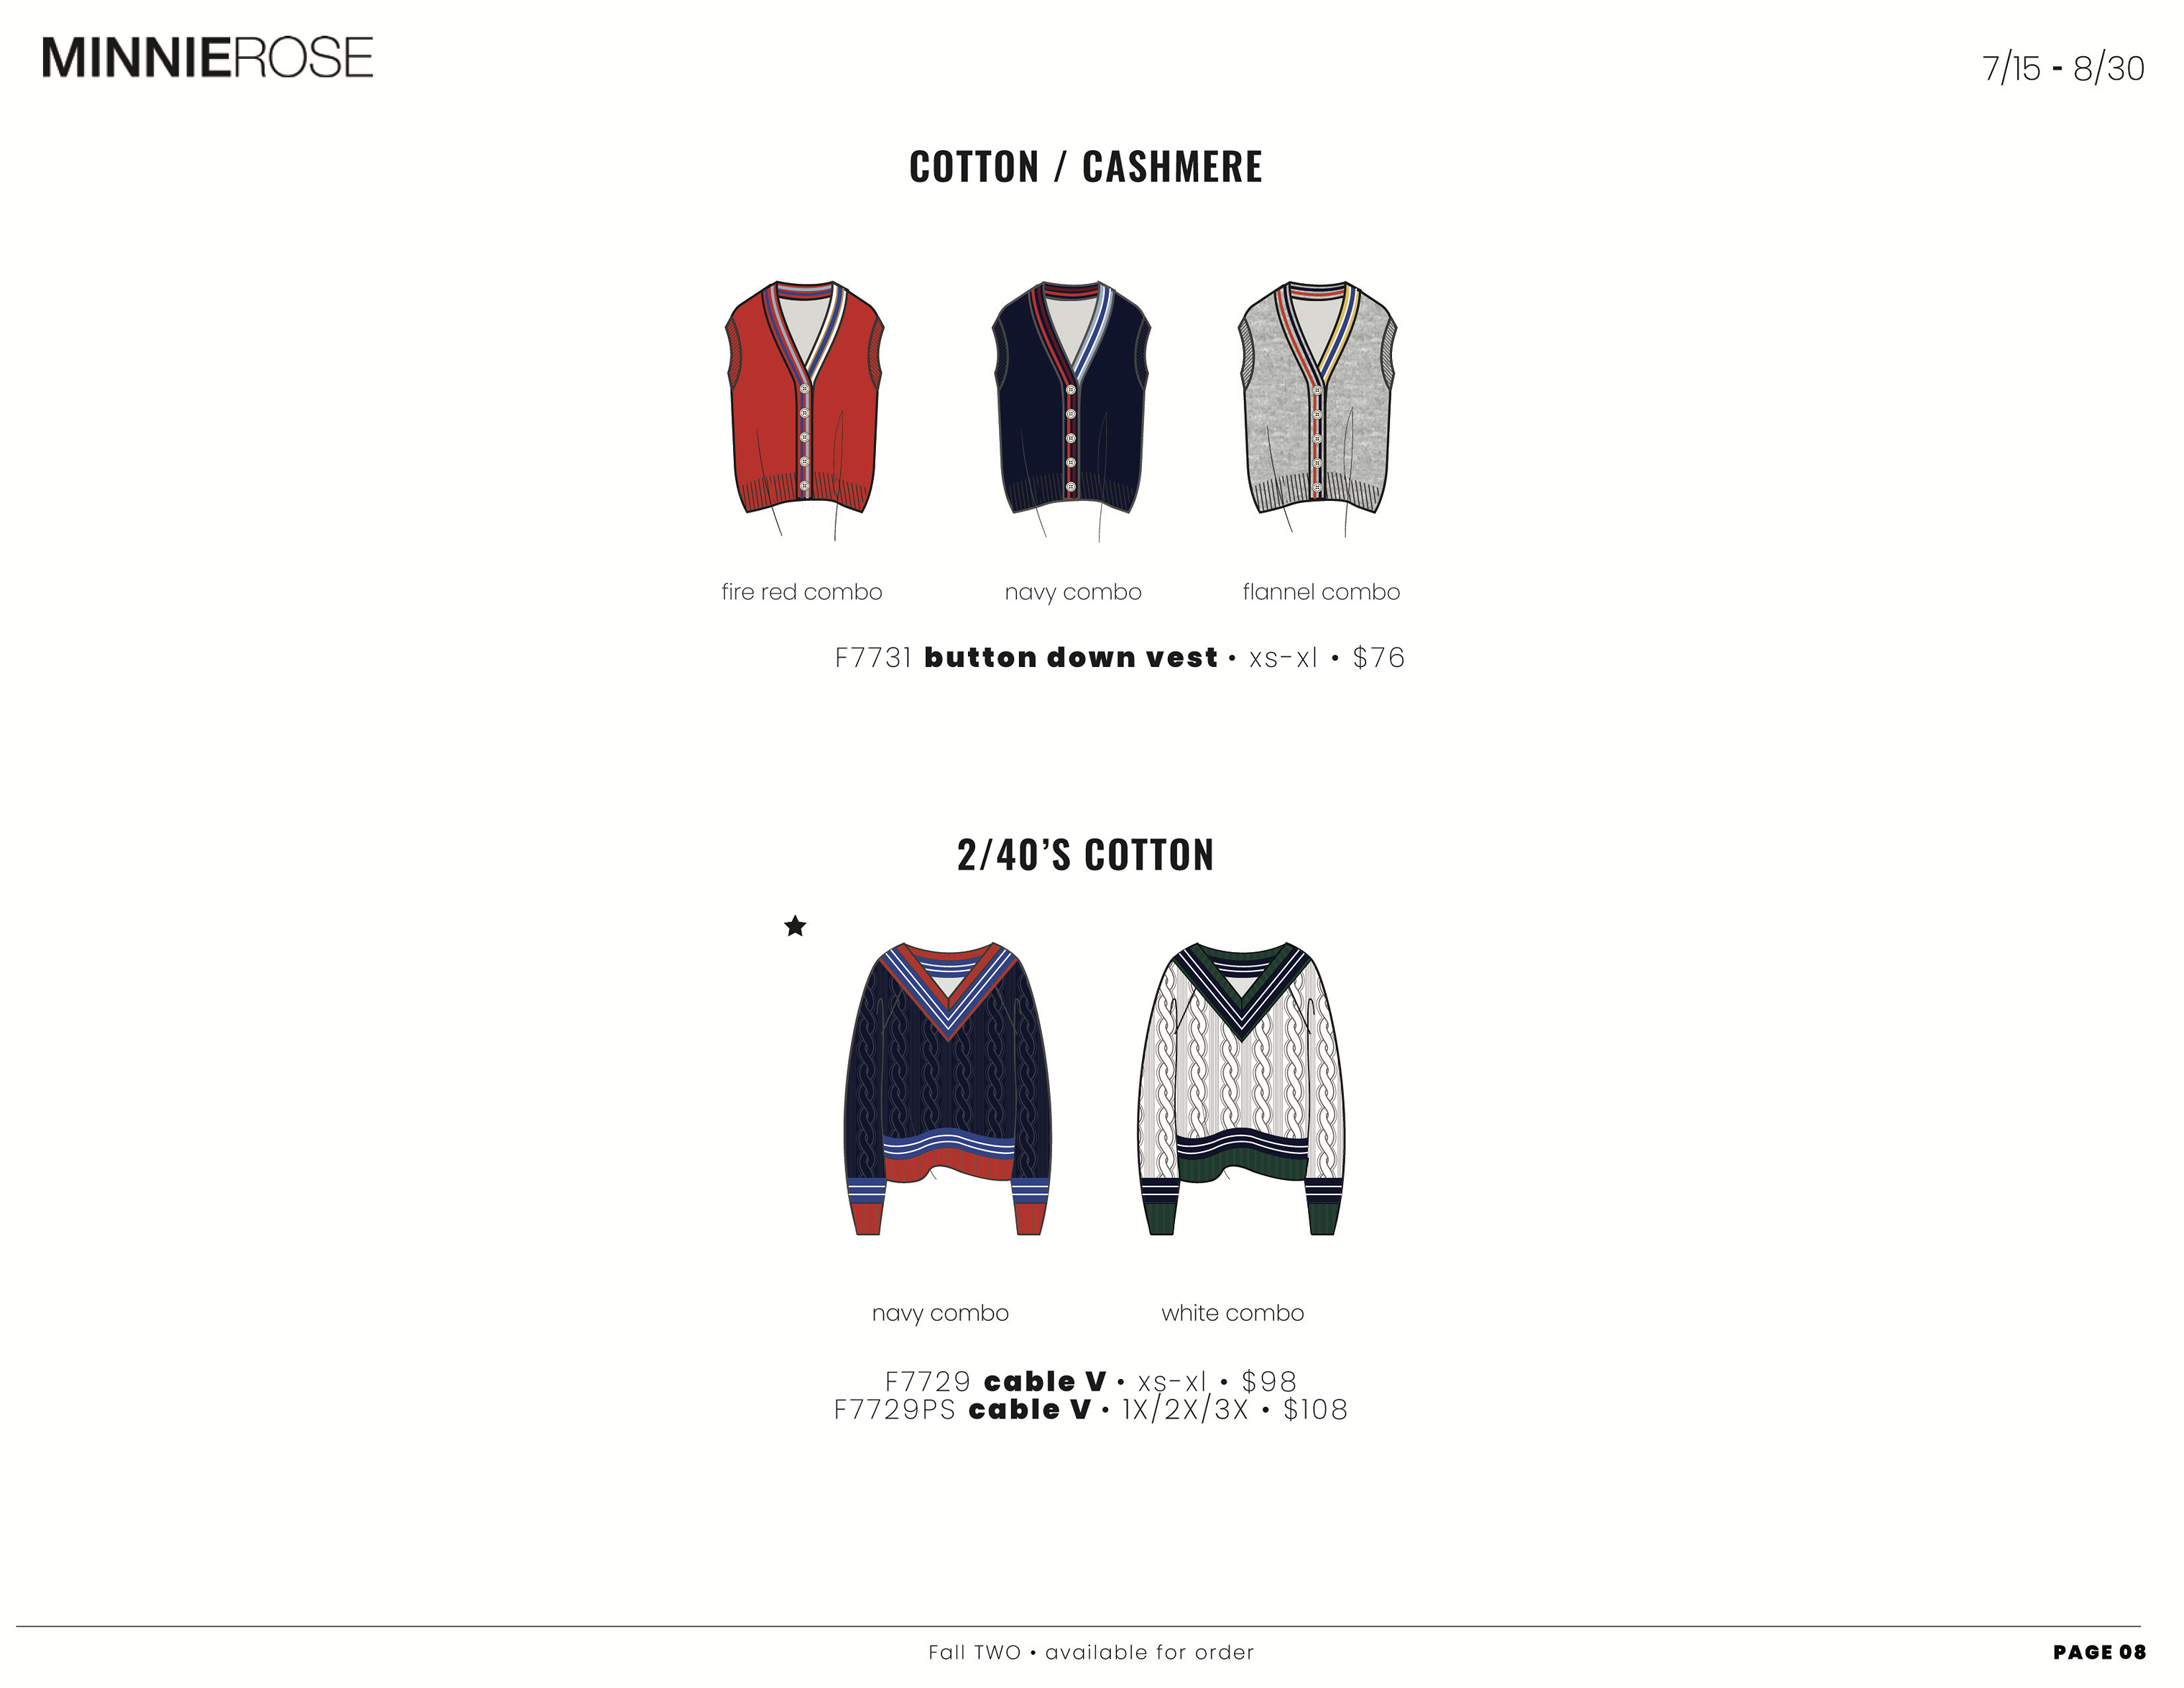 MINNIEROSE
7/15 - 8/30
COTTON / CASHMERE
fire red combo
navy combo
flannel combo
F7731 button down vest • xs-xl • $76
2/40’S COTTON
navy combo
white combo
F7729 cable V • xs-xl • $98
F7729PS cable V • 1X/2X/3X • $108
Fall TWO • available for order
PAGE 08